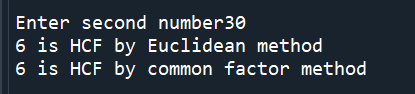 Enter second number30
6 is HCF by Euclidean method
6 is HCF by common factor method